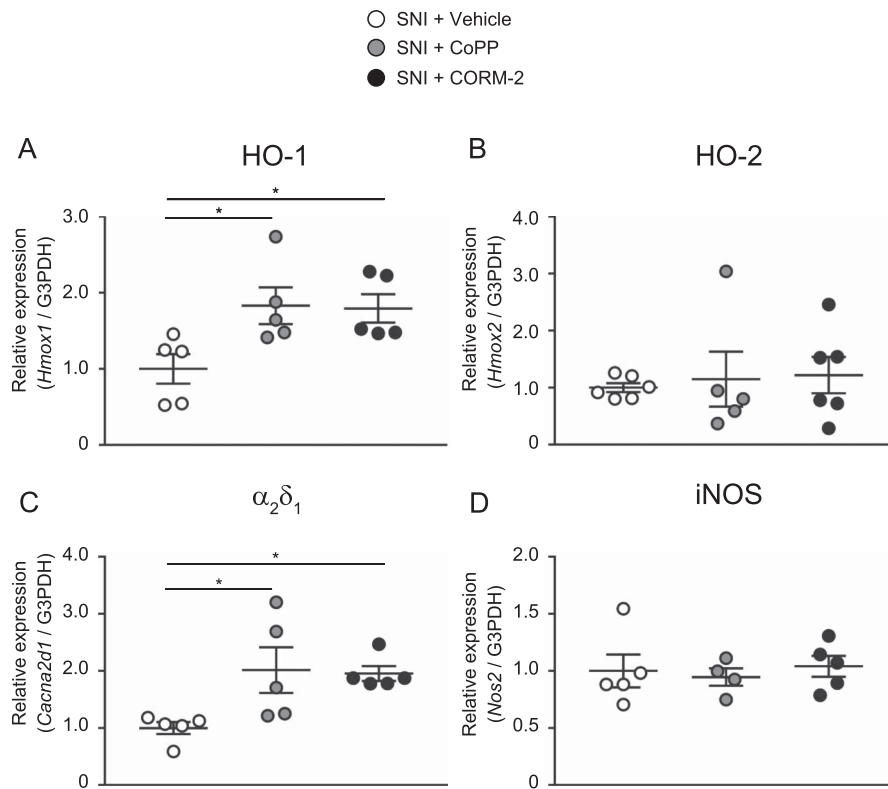 SNI + Vehicle
SNI + CoPP
SNI + CORM-2
A
HO-1
Relative expression
(Hmox1 / G3PDH)
3.0
2.0
1.0
0
*
*
B
HO-2
Relative expression
(Hmox2 / G3PDH)
4.0
3.0
2.0
1.0
0
C
α₂δ₁
Relative expression
(Cacna2d1 / G3PDH)
4.0
3.0
2.0
1.0
0
*
*
D
iNOS
Relative expression
(Nos2 / G3PDH)
2.0
1.5
1.0
0.5
0